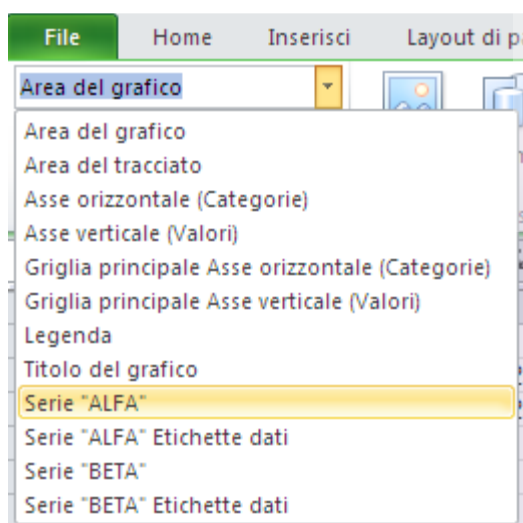 File Home Inserisci Layout di p
Area del grafico
Area del grafico
Area del tracciato
Asse orizzontale (Categorie)
Asse verticale (Valori)
Griglia principale Asse orizzontale (Categorie)
Griglia principale Asse verticale (Valori)
Legenda
Titolo del grafico
Serie "ALFA"
Serie "ALFA" Etichette dati
Serie "BETA"
Serie "BETA" Etichette dati